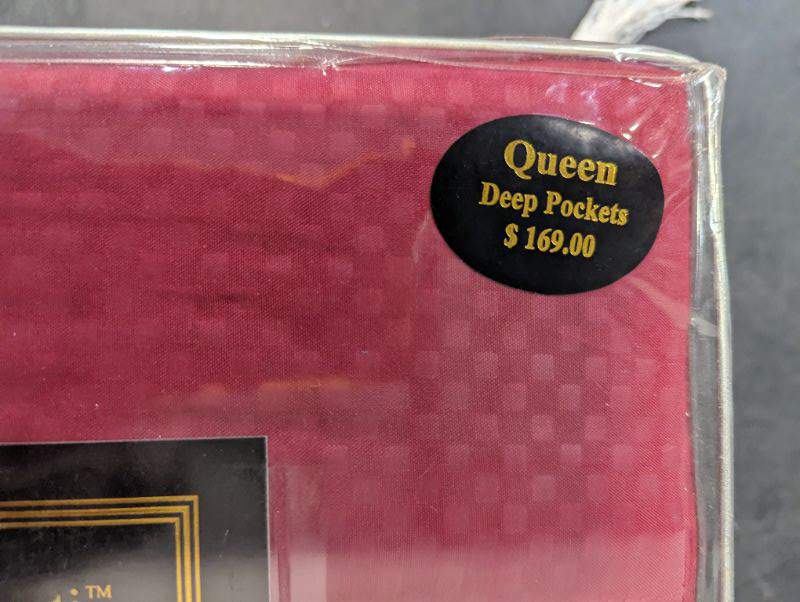 Queen
Deep Pockets
$ 169.00
TM